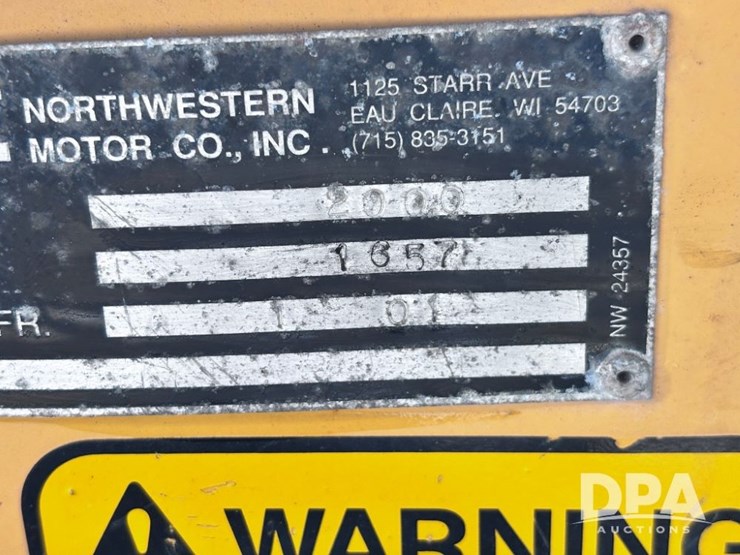 NORTHWESTERN
MOTOR CO., INC.
1125 STARR AVE
EAU CLAIRE, WI 54703
(715) 835-3151
2000
1657
FR. 1 01
NW 24357
WARNING
DPA
AUCTIONS